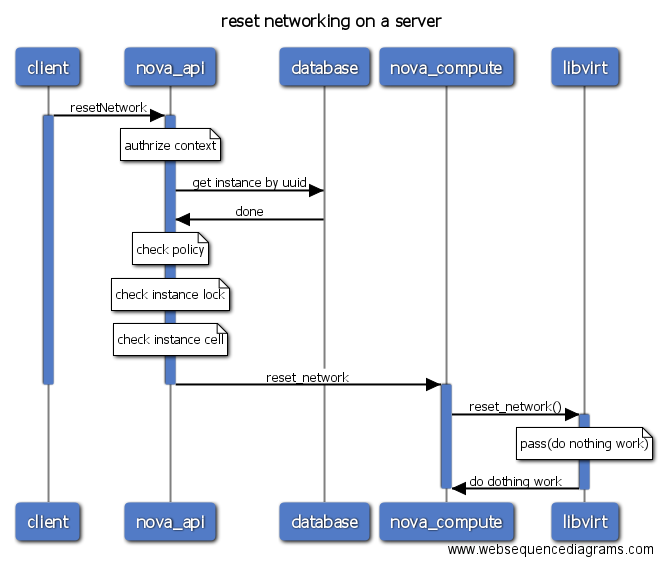 reset networking on a server
client nova_api database nova_compute libvirt
resetNetwork
authrize context
get instance by uuid
done
check policy
check instance lock
check instance cell
reset_network
reset_network()
pass(do nothing work)
do dothing work
client nova_api database nova_compute libvirt
www.websequencediagrams.com